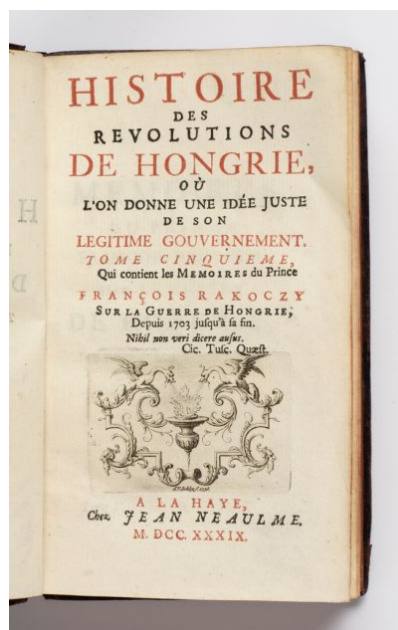 HISTOIRE
DES
REVOLUTIONS
DE HONGRIE,
OÙ
L'ON DONNE UNE IDÉE JUSTE
DE SON
LEGITIME GOUVERNEMENT.
TOME CINQUIEME,
Qui contient les MEMOIRES du Prince
FRANÇOIS RAKOCZY
SUR LA GUERRE DE HONGRIE,
Depuis 1703 juſqu'à ſa fin.
Nihil non veri dicere auſus.
Cic. Tuſc. Quæſt.
A LA HAYE,
Chez JEAN NEAULME.
M. DCC. XXXIX.